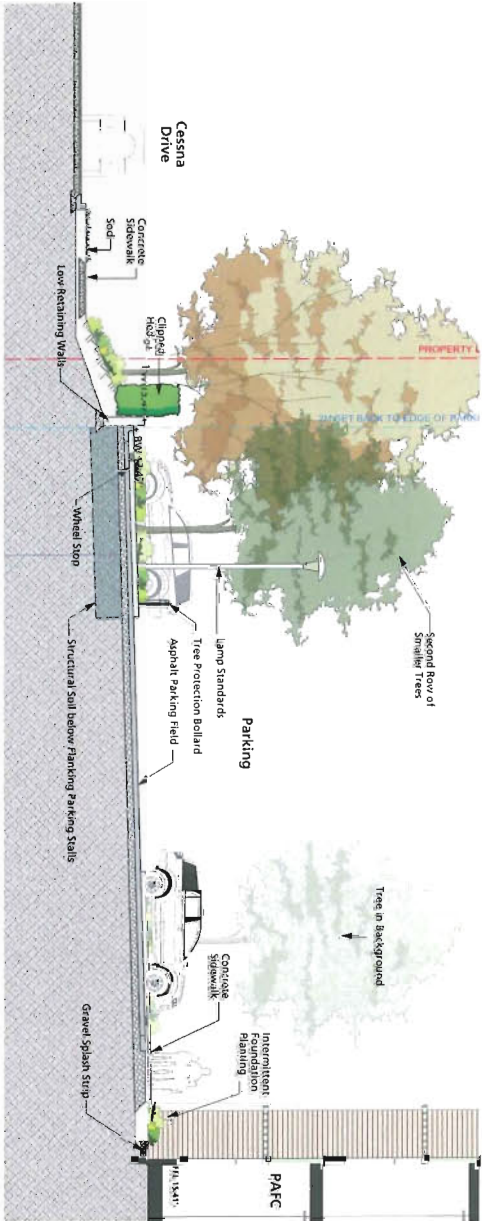 Cessna
Drive
Concrete
Sidewalk
Sod
Low Retaining Walls
Clipped
Hedge
PROPERTY L
Wheel Stop
Structural Soil below Flanking Parking Stalls
Second Row of
Smaller Trees
Lamp Standards
Tree Protection Bollard
Asphalt Parking Field
Parking
Tree in Background
Concrete
Sidewalk
Intermittent
Foundation
Planting
Gravel Splash Strip
PAFC